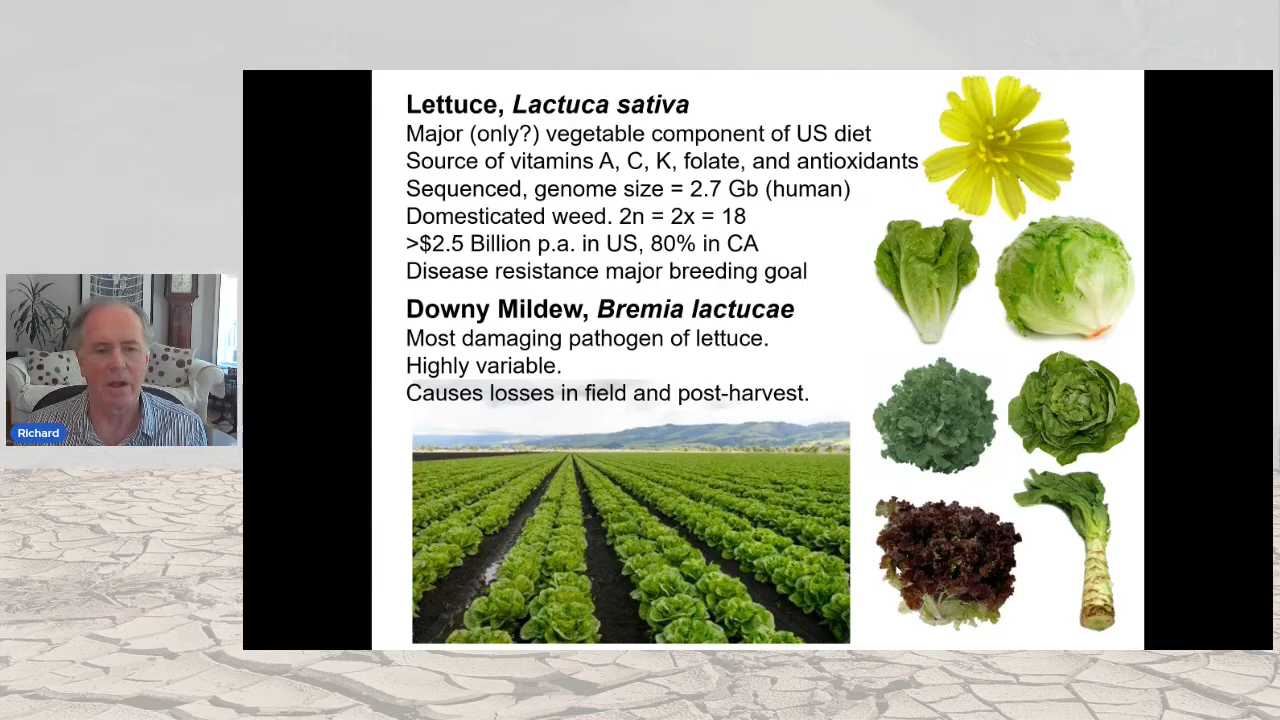 Lettuce, Lactuca sativa
Major (only?) vegetable component of US diet
Source of vitamins A, C, K, folate, and antioxidants
Sequenced, genome size = 2.7 Gb (human)
Domesticated weed. 2n = 2x = 18
>$2.5 Billion p.a. in US, 80% in CA
Disease resistance major breeding goal
Downy Mildew, Bremia lactucae
Most damaging pathogen of lettuce.
Highly variable.
Causes losses in field and post-harvest.
Richard